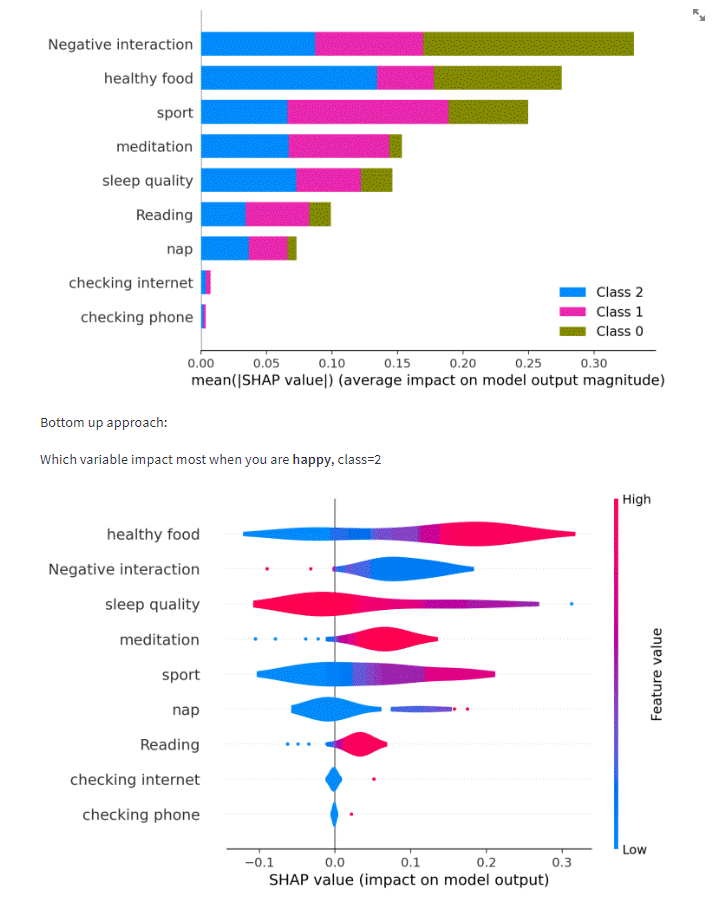 Negative interaction
healthy food
sport
meditation
sleep quality
Reading
nap
checking internet
checking phone
Class 2
Class 1
Class 0
0.00 0.05 0.10 0.15 0.20 0.25 0.30
mean(|SHAP value|) (average impact on model output magnitude)
Bottom up approach:
Which variable impact most when you are happy, class=2
High
healthy food
Negative interaction
sleep quality
meditation
sport
nap
Reading
checking internet
checking phone
Feature value
Low
−0.1 0.0 0.1 0.2 0.3
SHAP value (impact on model output)